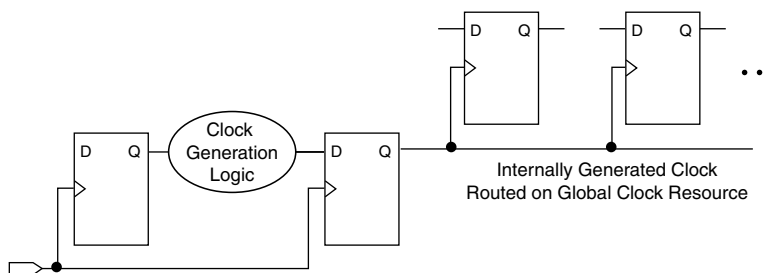 D Q
D Q
D Q
Clock
Generation
Logic
D Q
Internally Generated Clock
Routed on Global Clock Resource